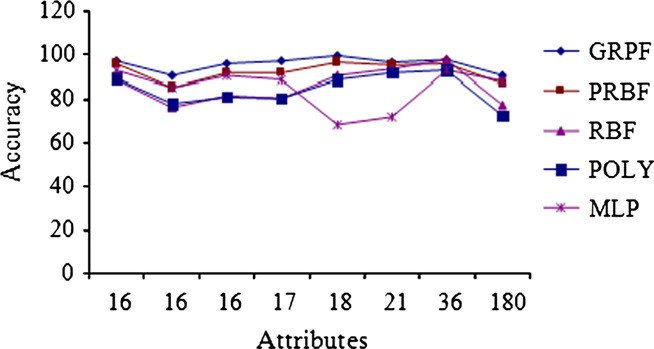 120
100
80
60
40
20
0
Accuracy
16 16 16 17 18 21 36 180
Attributes
GRPF
PRBF
RBF
POLY
MLP